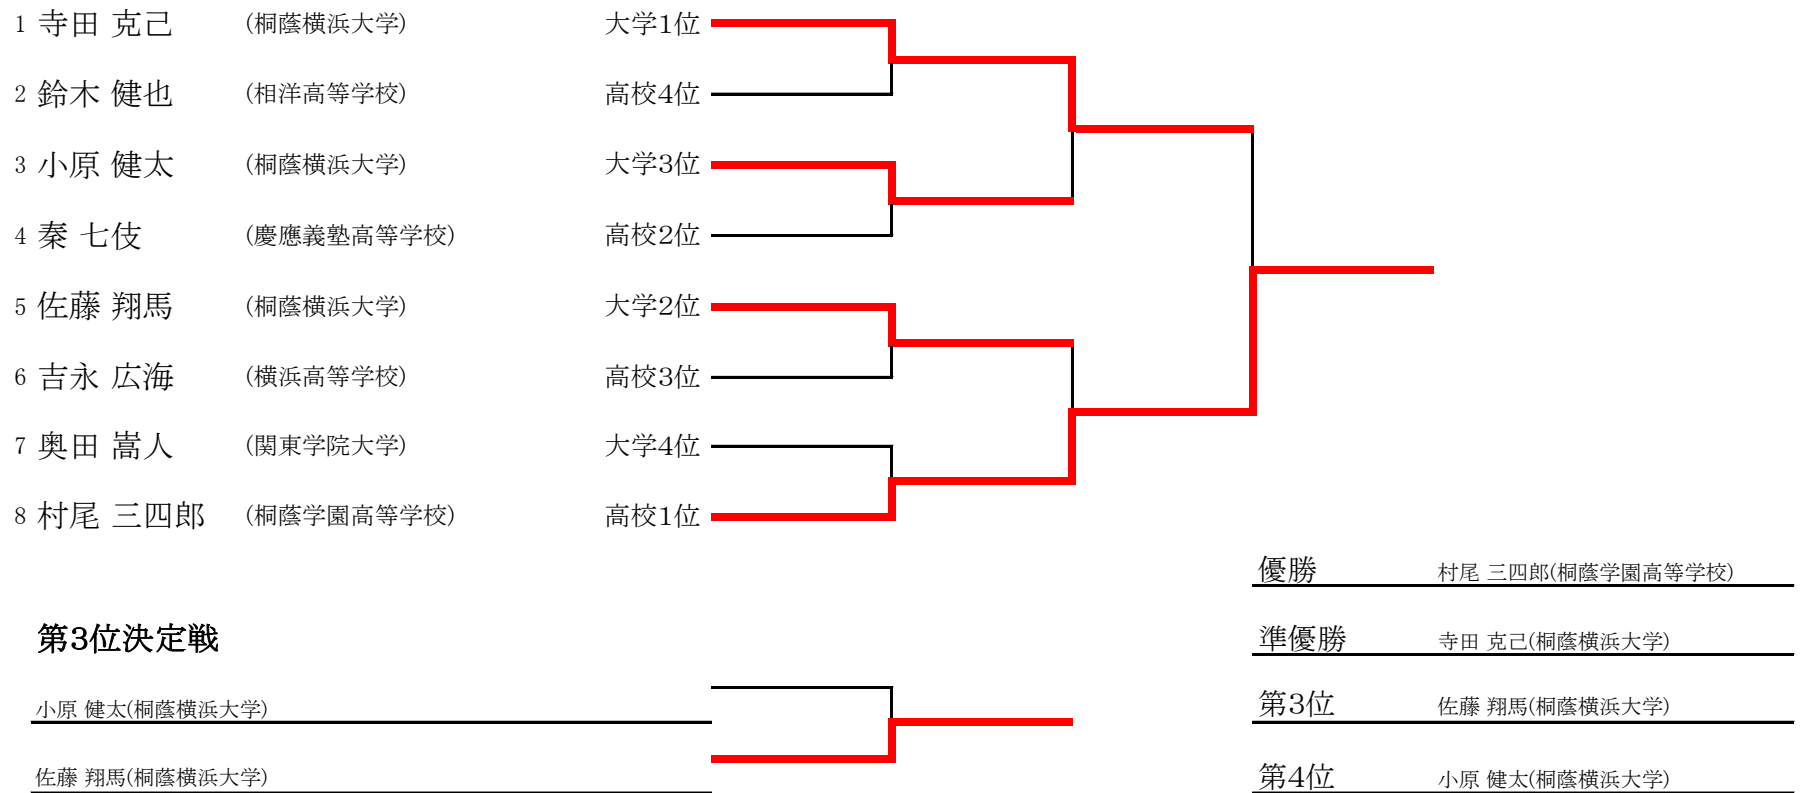 1 寺田 克己 (桐蔭横浜大学) 大学1位
2 鈴木 健也 (相洋高等学校) 高校4位
3 小原 健太 (桐蔭横浜大学) 大学3位
4 秦 七伎 (慶應義塾高等学校) 高校2位
5 佐藤 翔馬 (桐蔭横浜大学) 大学2位
6 吉永 広海 (横浜高等学校) 高校3位
7 奥田 嵩人 (関東学院大学) 大学4位
8 村尾 三四郎 (桐蔭学園高等学校) 高校1位
優勝 村尾 三四郎(桐蔭学園高等学校)
準優勝 寺田 克己(桐蔭横浜大学)
第3位 佐藤 翔馬(桐蔭横浜大学)
第4位 小原 健太(桐蔭横浜大学)
第3位決定戦
小原 健太(桐蔭横浜大学)
佐藤 翔馬(桐蔭横浜大学)